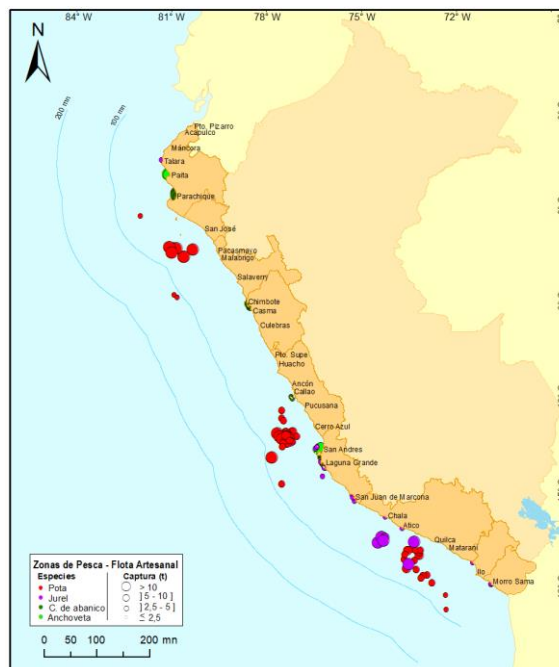 84°W 81°W 78°W 75°W 72°W
N
200 mn
100 mn
Pto. Pizarro
Acapulco
Máncora
Talara
Paita
Parachique
San José
Pacasmayo
Malabrigo
Salaverry
Chimbote
Casma
Culebras
Pto. Supe
Huacho
Ancón
Callao
Pucusana
Cerro Azul
San Andres
Laguna Grande
San Juan de Marcona
Chala
Atico
Quilca
Matarani
Ilo
Morro Sama
Zonas de Pesca - Flota Artesanal
Especies Captura (t)
Pota > 10
Jurel ] 5 - 10 ]
C. de abanico ] 2,5 - 5 ]
Anchoveta ≤ 2,5
0 50 100 200 mn